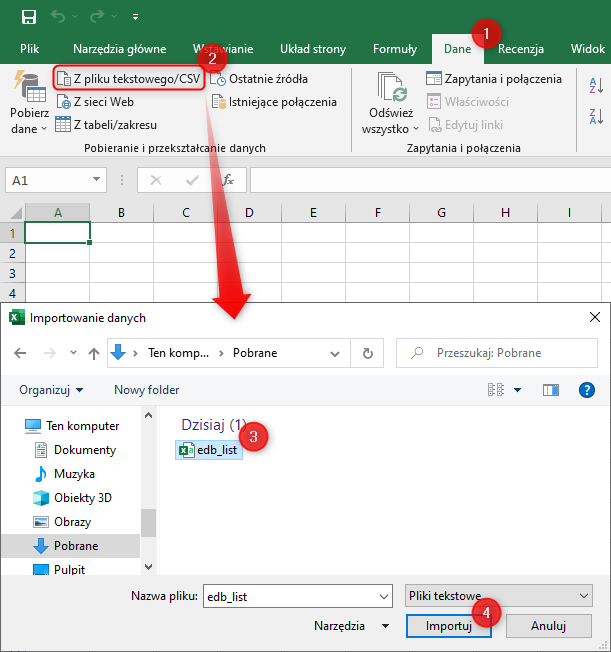 1
Plik Narzędzia główne Wstawianie Układ strony Formuły Dane Recenzja Widok
2
Z pliku tekstowego/CSV Ostatnie źródła Zapytania i połączenia
Pobierz dane Z sieci Web Istniejące połączenia Odśwież wszystko Właściwości
Z tabeli/zakresu Edytuj linki
Pobieranie i przekształcanie danych Zapytania i połączenia
A1 fx
A B C D E F G H I
1
2
3
4
Importowanie danych
Ten komp... Pobrane Przeszukaj: Pobrane
Organizuj New folder
Ten komputer Dzisiaj (1)
3
Dokumenty edb_list
Muzyka
Obiekty 3D
Obrazy
Pobrane
Pulpit
Nazwa pliku: edb_list Pliki tekstowe
4
Narzędzia Importuj Anuluj